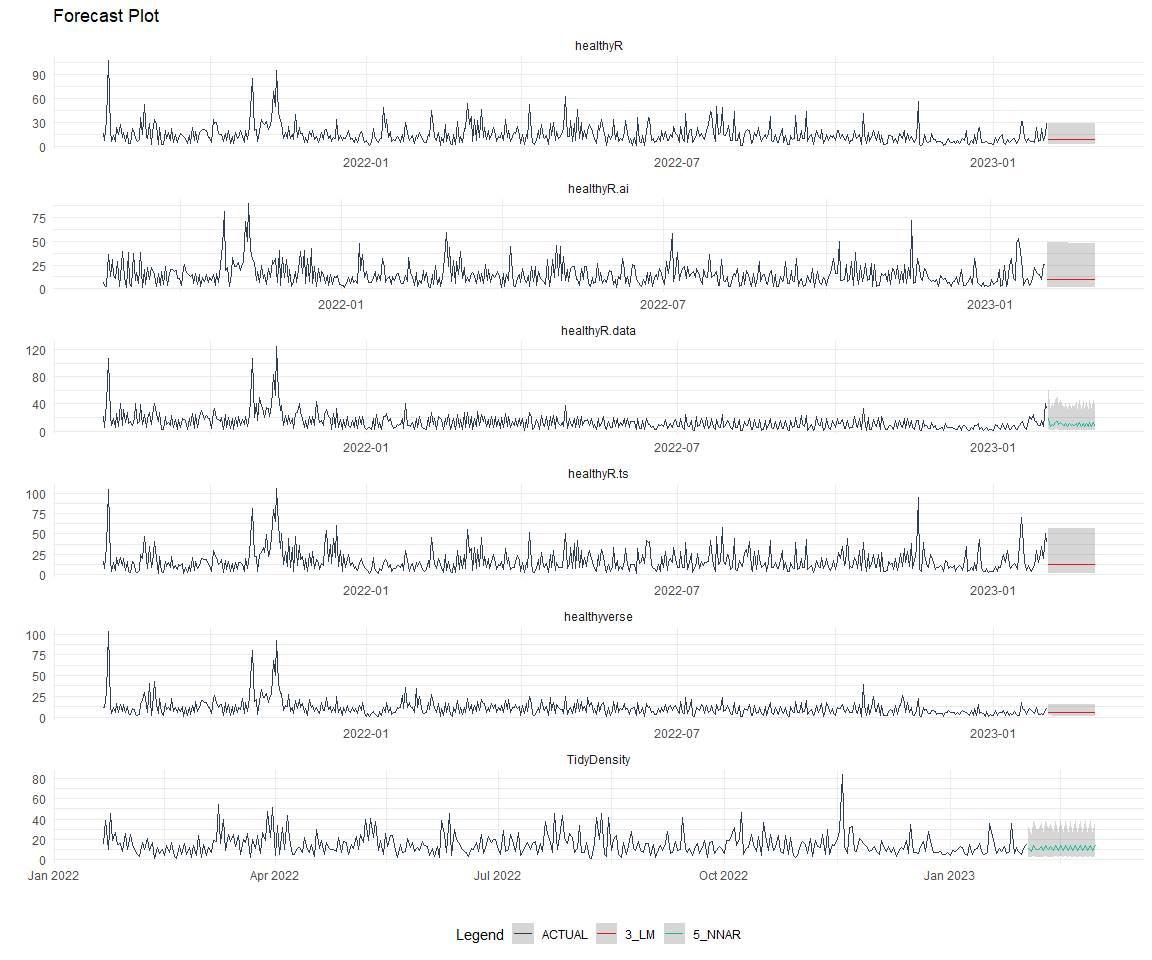 Forecast Plot
healthyR
90
60
30
0
2022-01 2022-07 2023-01
healthyR.ai
75
50
25
0
2022-01 2022-07 2023-01
healthyR.data
120
80
40
0
2022-01 2022-07 2023-01
healthyR.ts
100
75
50
25
0
2022-01 2022-07 2023-01
healthyverse
100
75
50
25
0
2022-01 2022-07 2023-01
TidyDensity
80
60
40
20
0
Jan 2022 Apr 2022 Jul 2022 Oct 2022 Jan 2023
Legend ACTUAL 3_LM 5_NNAR